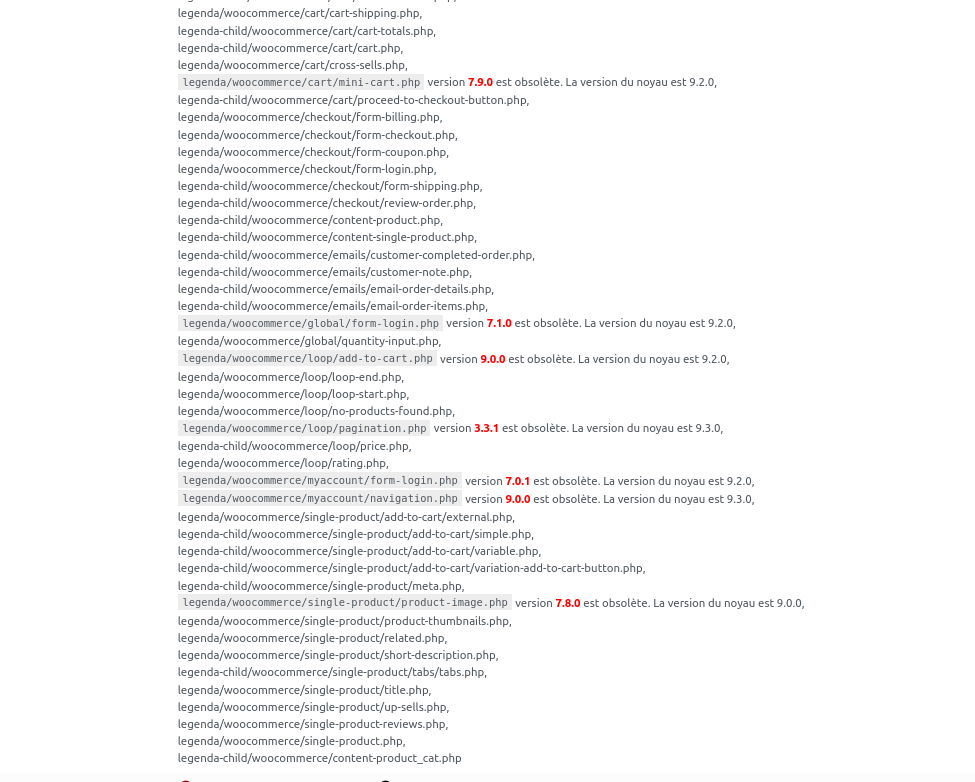 legenda/woocommerce/cart/cart-shipping.php,
legenda-child/woocommerce/cart/cart-totals.php,
legenda-child/woocommerce/cart/cart.php,
legenda/woocommerce/cart/cross-sells.php,
legenda/woocommerce/cart/mini-cart.php version 7.9.0 est obsolète. La version du noyau est 9.2.0,
legenda-child/woocommerce/cart/proceed-to-checkout-button.php,
legenda/woocommerce/checkout/form-billing.php,
legenda-child/woocommerce/checkout/form-checkout.php,
legenda/woocommerce/checkout/form-coupon.php,
legenda/woocommerce/checkout/form-login.php,
legenda-child/woocommerce/checkout/form-shipping.php,
legenda-child/woocommerce/checkout/review-order.php,
legenda/woocommerce/content-product.php,
legenda-child/woocommerce/content-single-product.php,
legenda-child/woocommerce/emails/customer-completed-order.php,
legenda-child/woocommerce/emails/customer-note.php,
legenda-child/woocommerce/emails/email-order-details.php,
legenda-child/woocommerce/emails/email-order-items.php,
legenda/woocommerce/global/form-login.php version 7.1.0 est obsolète. La version du noyau est 9.2.0,
legenda/woocommerce/global/quantity-input.php,
legenda/woocommerce/loop/add-to-cart.php version 9.0.0 est obsolète. La version du noyau est 9.2.0,
legenda/woocommerce/loop/loop-end.php,
legenda/woocommerce/loop/loop-start.php,
legenda/woocommerce/loop/no-products-found.php,
legenda/woocommerce/loop/pagination.php version 3.3.1 est obsolète. La version du noyau est 9.3.0,
legenda-child/woocommerce/loop/price.php,
legenda/woocommerce/loop/rating.php,
legenda/woocommerce/myaccount/form-login.php version 7.0.1 est obsolète. La version du noyau est 9.2.0,
legenda/woocommerce/myaccount/navigation.php version 9.0.0 est obsolète. La version du noyau est 9.3.0,
legenda/woocommerce/single-product/add-to-cart/external.php,
legenda-child/woocommerce/single-product/add-to-cart/simple.php,
legenda-child/woocommerce/single-product/add-to-cart/variable.php,
legenda-child/woocommerce/single-product/add-to-cart/variation-add-to-cart-button.php,
legenda-child/woocommerce/single-product/meta.php,
legenda/woocommerce/single-product/product-image.php version 7.8.0 est obsolète. La version du noyau est 9.0.0,
legenda/woocommerce/single-product/product-thumbnails.php,
legenda/woocommerce/single-product/related.php,
legenda/woocommerce/single-product/short-description.php,
legenda-child/woocommerce/single-product/tabs/tabs.php,
legenda/woocommerce/single-product/title.php,
legenda/woocommerce/single-product/up-sells.php,
legenda/woocommerce/single-product-reviews.php,
legenda/woocommerce/single-product.php,
legenda-child/woocommerce/content-product_cat.php